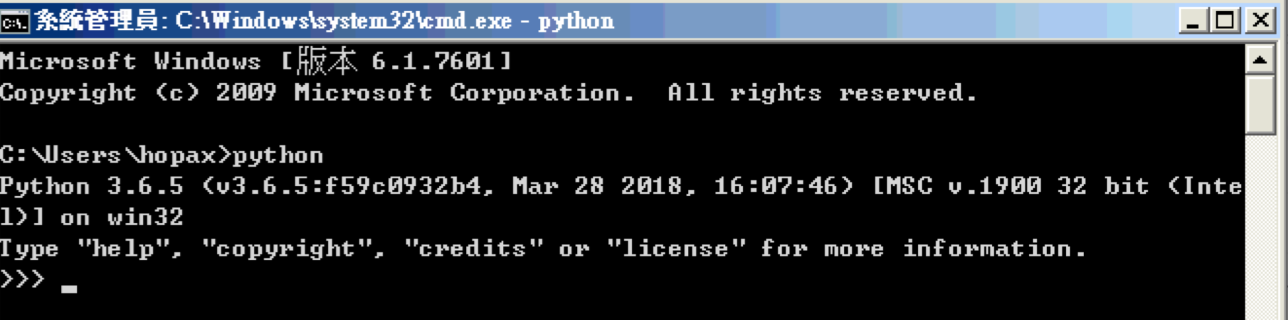 系統管理員: C:\Windows\system32\cmd.exe - python
Microsoft Windows [版本 6.1.7601]
Copyright (c) 2009 Microsoft Corporation.  All rights reserved.
C:\Users\hopax>python
Python 3.6.5 (v3.6.5:f59c0932b4, Mar 28 2018, 16:07:46) [MSC v.1900 32 bit (Inte
l)] on win32
Type "help", "copyright", "credits" or "license" for more information.
>>> _